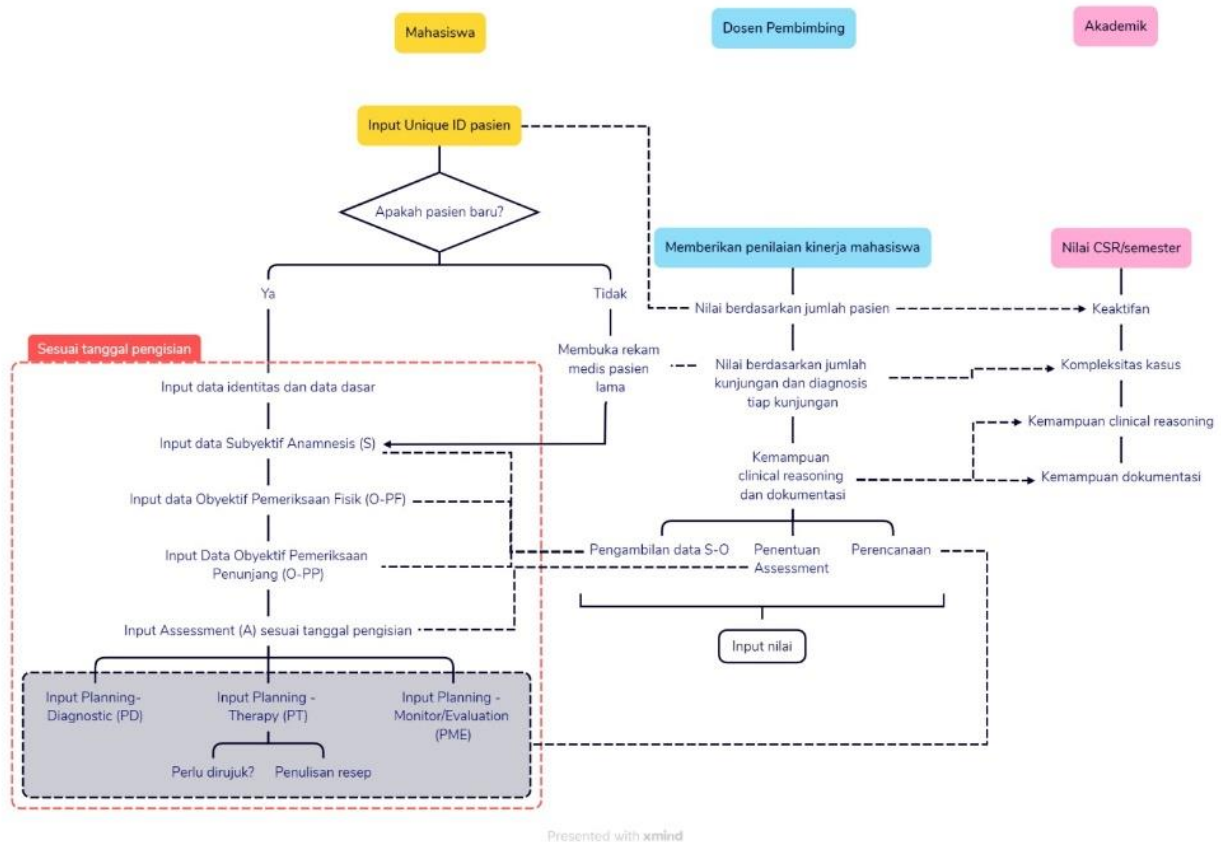 Mahasiswa
Dosen Pembimbing
Akademik
Input Unique ID pasien
Apakah pasien baru?
Memberikan penilaian kinerja mahasiswa
Nilai CSR/semester
Ya
Tidak
Nilai berdasarkan jumlah pasien
Keaktifan
Sesuai tanggal pengisian
Membuka rekam
medis pasien
lama
Nilai berdasarkan jumlah
kunjungan dan diagnosis
tiap kunjungan
Kompleksitas kasus
Input data identitas dan data dasar
Kemampuan clinical reasoning
Input data Subyektif Anamnesis (S)
Kemampuan
clinical reasoning
dan dokumentasi
Kemampuan dokumentasi
Input data Obyektif Pemeriksaan Fisik (O-PF)
Input Data Obyektif Pemeriksaan
Penunjang (O-PP)
Pengambilan data S-O
Penentuan
Assessment
Perencanaan
Input Assessment (A) sesuai tanggal pengisian
Input nilai
Input Planning-
Diagnostic (PD)
Input Planning -
Therapy (PT)
Input Planning -
Monitor/Evaluation
(PME)
Perlu dirujuk?
Penulisan resep
Presented with xmind